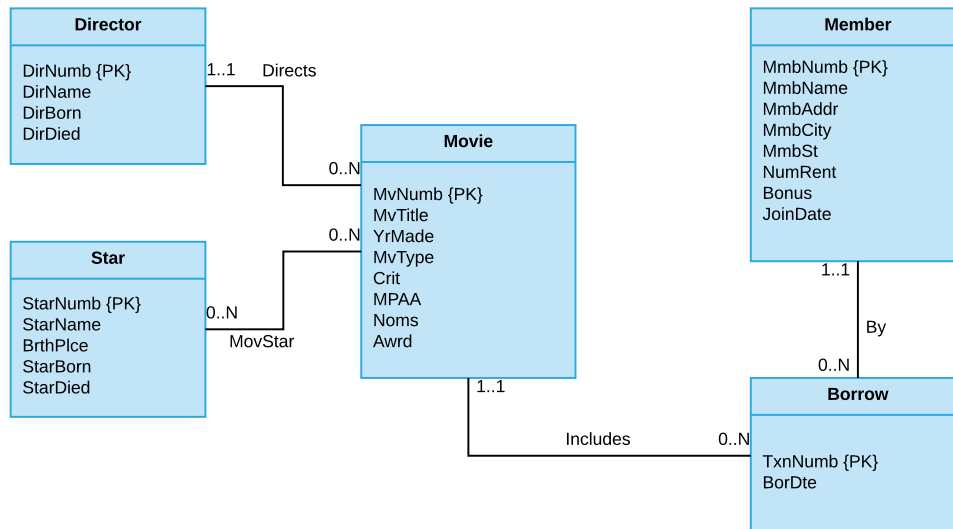 Director
DirNumb {PK}
DirName
DirBorn
DirDied
1..1
Directs
Member
MmbNumb {PK}
MmbName
MmbAddr
MmbCity
MmbSt
NumRent
Bonus
JoinDate
Movie
0..N
MvNumb {PK}
MvTitle
YrMade
MvType
Crit
MPAA
Noms
Awrd
0..N
Star
StarNumb {PK}
StarName
BrthPlce
StarBorn
StarDied
0..N
MovStar
1..1
By
0..N
1..1
Includes
0..N
Borrow
TxnNumb {PK}
BorDte